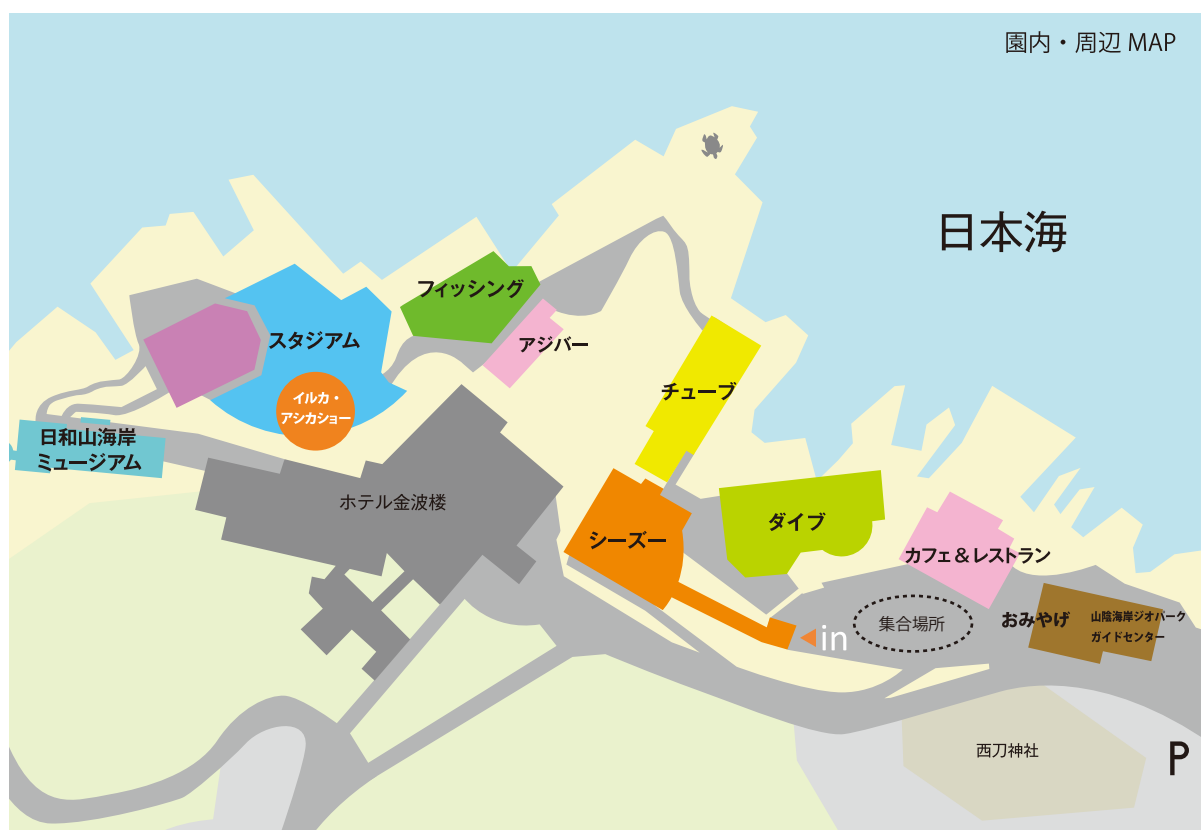 園内・周辺 MAP
日本海
フィッシング
スタジアム
アジバー
イルカ・
アシカショー
チューブ
日和山海岸
ミュージアム
ホテル金波楼
シーズー
ダイブ
カフェ＆レストラン
集合場所
おみやげ
山陰海岸ジオパーク
ガイドセンター
in
西刀神社
P